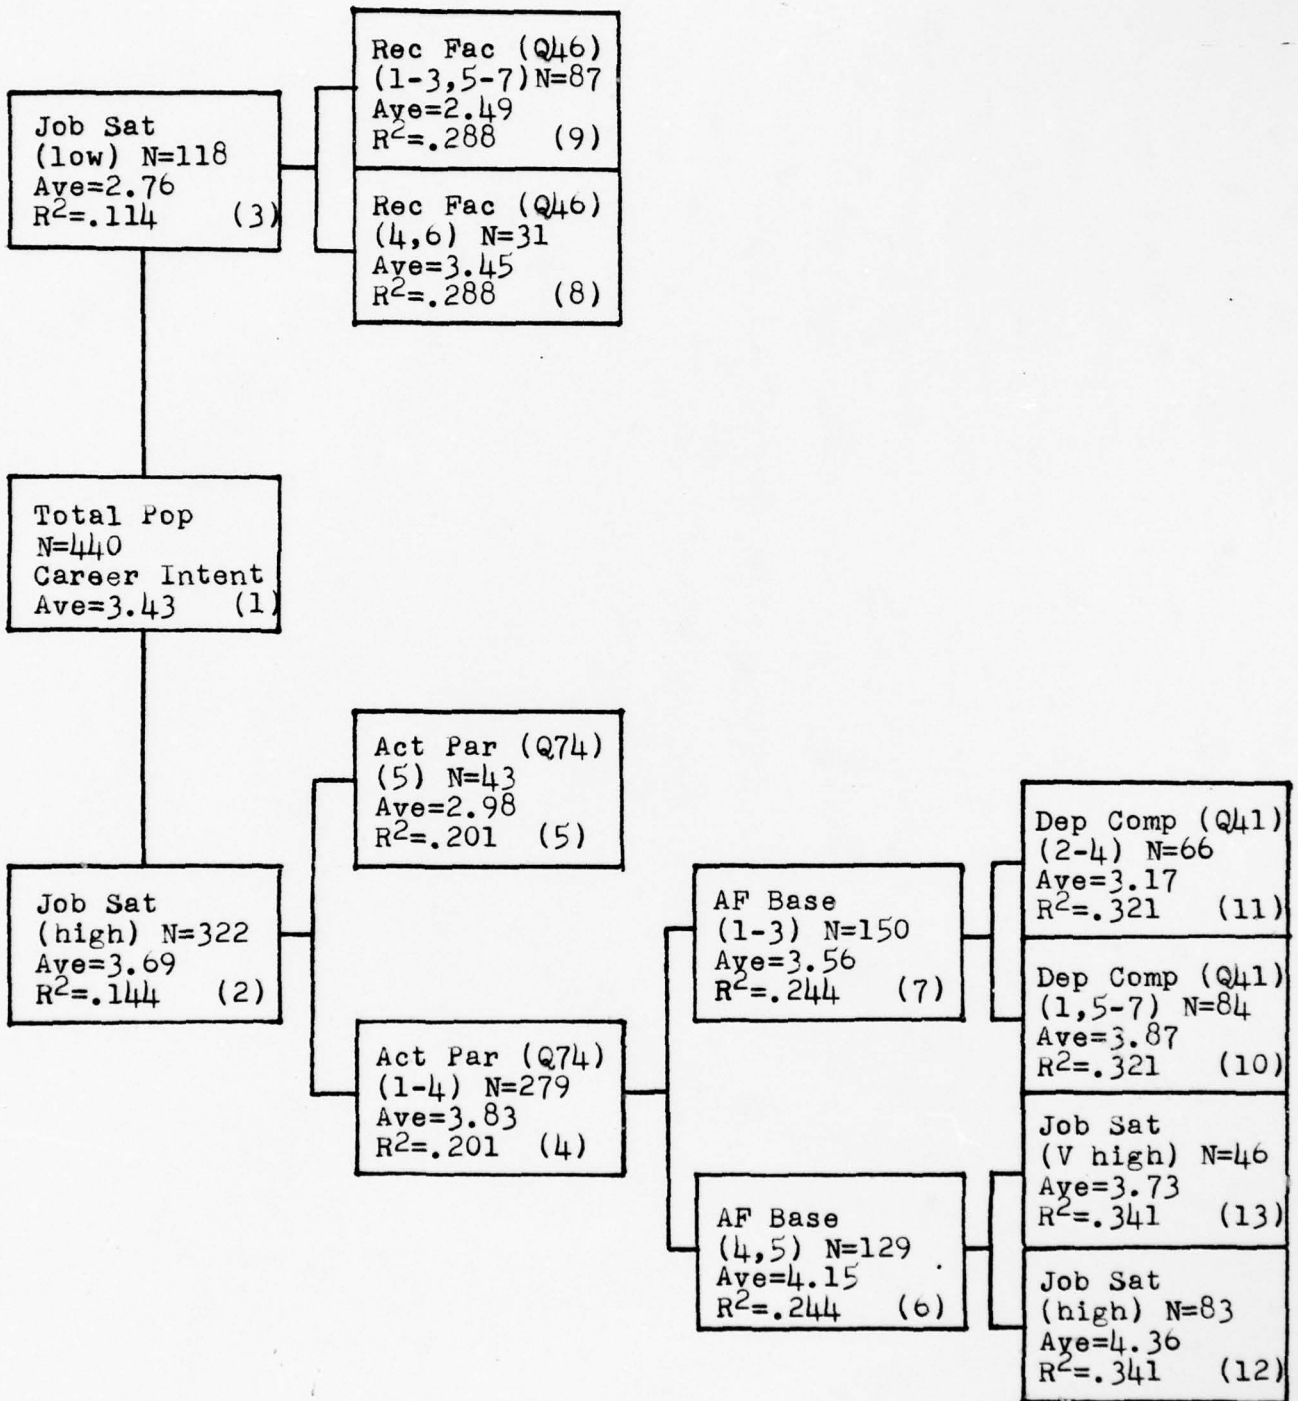 Rec Fac (Q46)
(1-3,5-7)N=87
Ave=2.49
R²=.288 (9)
Job Sat
(low) N=118
Ave=2.76
R²=.114 (3)
Rec Fac (Q46)
(4,6) N=31
Ave=3.45
R²=.288 (8)
Total Pop
N=440
Career Intent
Ave=3.43 (1)
Act Par (Q74)
(5) N=43
Ave=2.98
R²=.201 (5)
Job Sat
(high) N=322
Ave=3.69
R²=.144 (2)
Act Par (Q74)
(1-4) N=279
Ave=3.83
R²=.201 (4)
AF Base
(1-3) N=150
Ave=3.56
R²=.244 (7)
AF Base
(4,5) N=129
Ave=4.15
R²=.244 (6)
Dep Comp (Q41)
(2-4) N=66
Ave=3.17
R²=.321 (11)
Dep Comp (Q41)
(1,5-7) N=84
Ave=3.87
R²=.321 (10)
Job Sat
(V high) N=46
Ave=3.73
R²=.341 (13)
Job Sat
(high) N=83
Ave=4.36
R²=.341 (12)